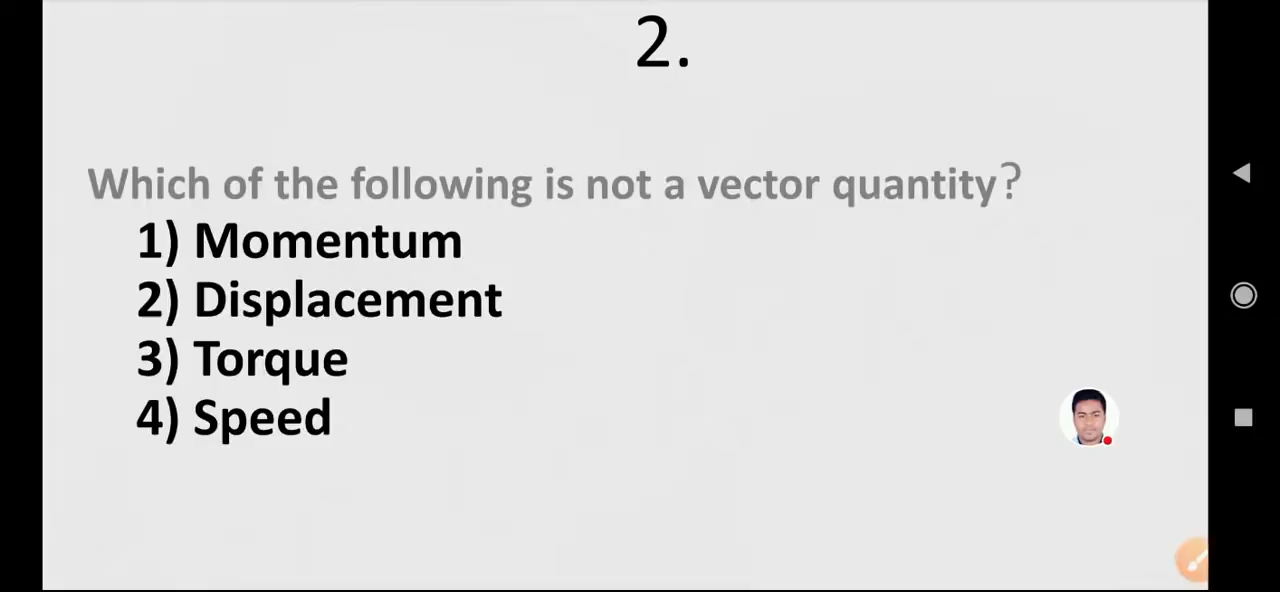 2.
Which of the following is not a vector quantity?
1) Momentum
2) Displacement
3) Torque
4) Speed